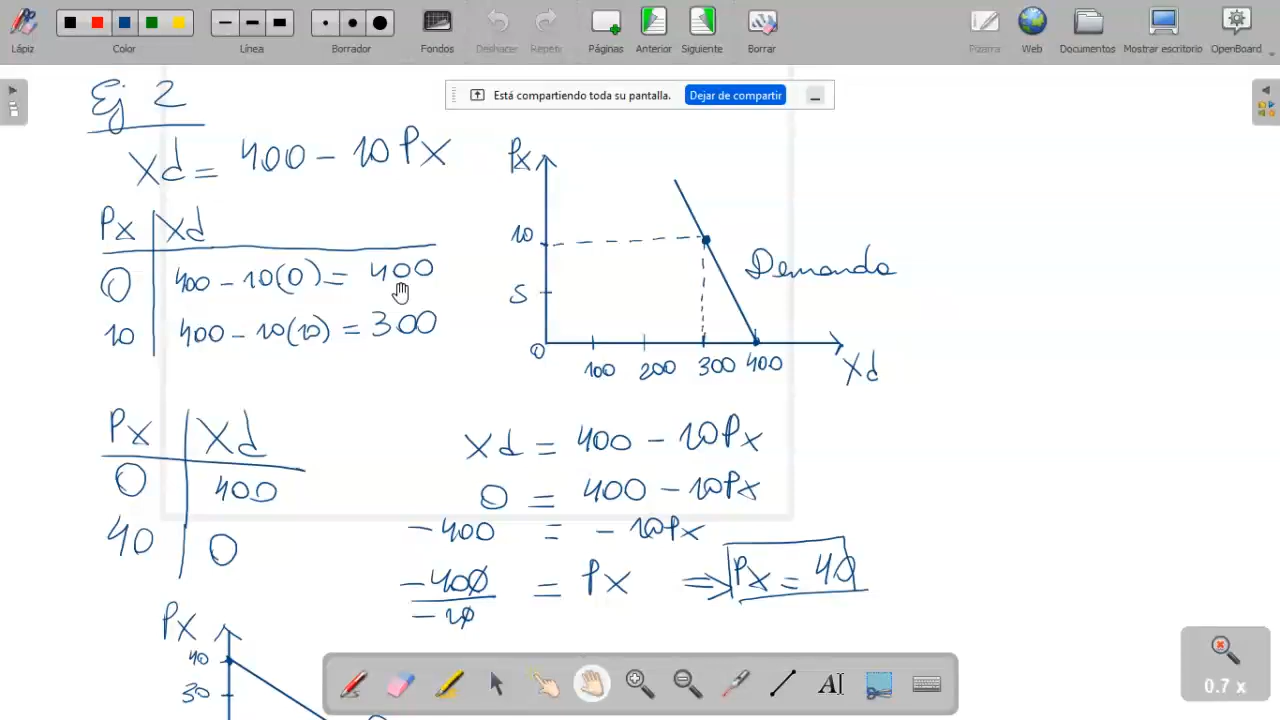 Lápiz
Color
Línea
Borrador
Fondos
Deshacer
Repetir
Páginas
Anterior
Siguiente
Borrar
Pizarra
Web
Documentos
Mostrar escritorio
OpenBoard
Está compartiendo toda su pantalla.
Dejar de compartir
Ej 2
Xd = 400 - 10 Px
Px Xd
0 400 - 10(0) = 400
10 400 - 10(10) = 300
Px
10
5
0
100 200 300 400
Xd
Demanda
Px Xd
0 400
40 0
Xd = 400 - 10Px
0 = 400 - 10Px
-400 = - 10Px
-400 / -10 = Px ⇒ Px = 40
Px
40
30
AI
0.7 x